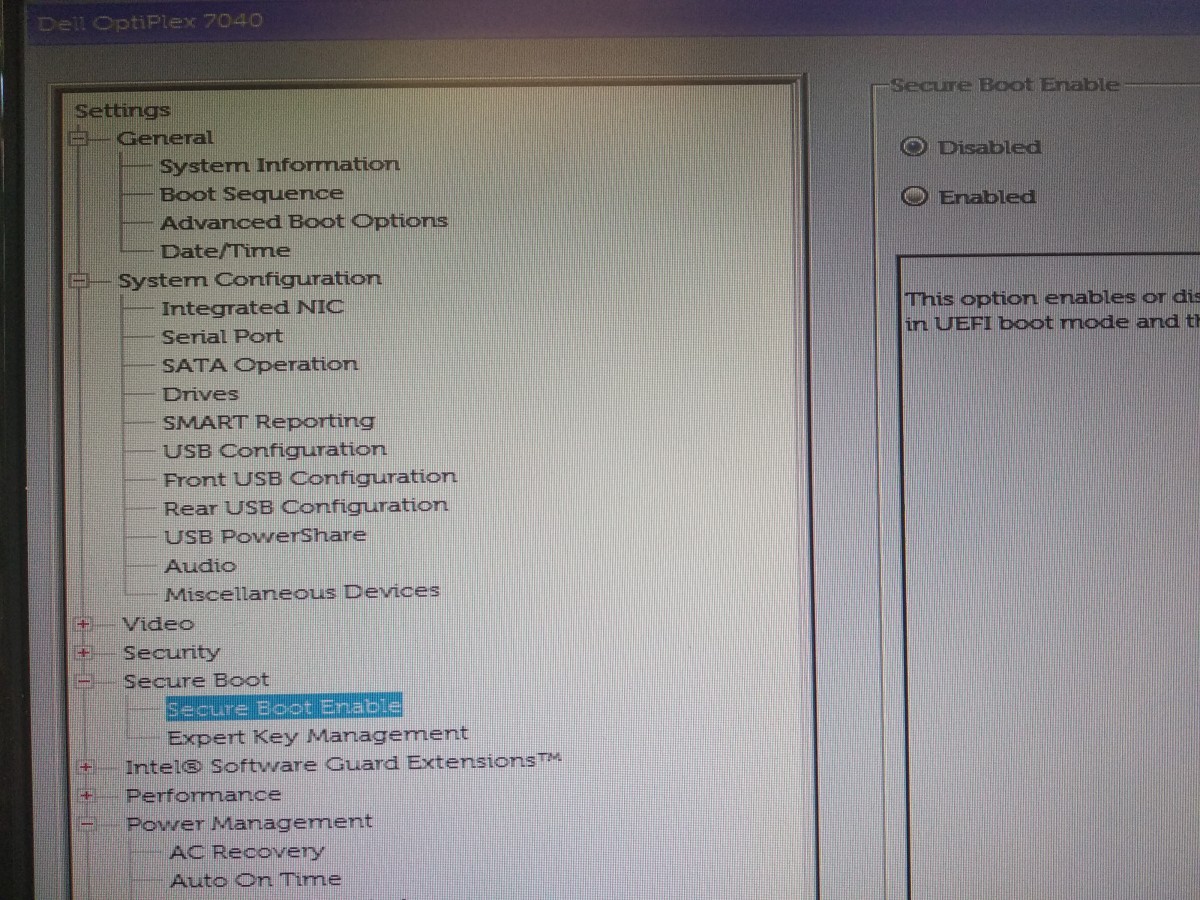 Dell OptiPlex 7040
Settings
General
System Information
Boot Sequence
Advanced Boot Options
Date/Time
System Configuration
Integrated NIC
Serial Port
SATA Operation
Drives
SMART Reporting
USB Configuration
Front USB Configuration
Rear USB Configuration
USB PowerShare
Audio
Miscellaneous Devices
Video
Security
Secure Boot
Secure Boot Enable
Expert Key Management
Intel® Software Guard Extensions™
Performance
Power Management
AC Recovery
Auto On Time
Secure Boot Enable
Disabled
Enabled
This option enables or
in UEFI boot mode and